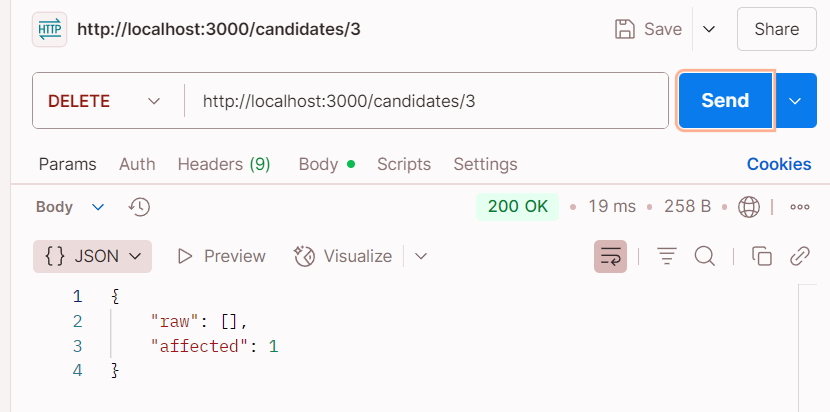 HTTP http://localhost:3000/candidates/3 Save Share
DELETE http://localhost:3000/candidates/3 Send
Params Auth Headers (9) Body Scripts Settings Cookies
Body 200 OK • 19 ms • 258 B
{} JSON Preview Visualize
1 {
2 "raw": [],
3 "affected": 1
4 }